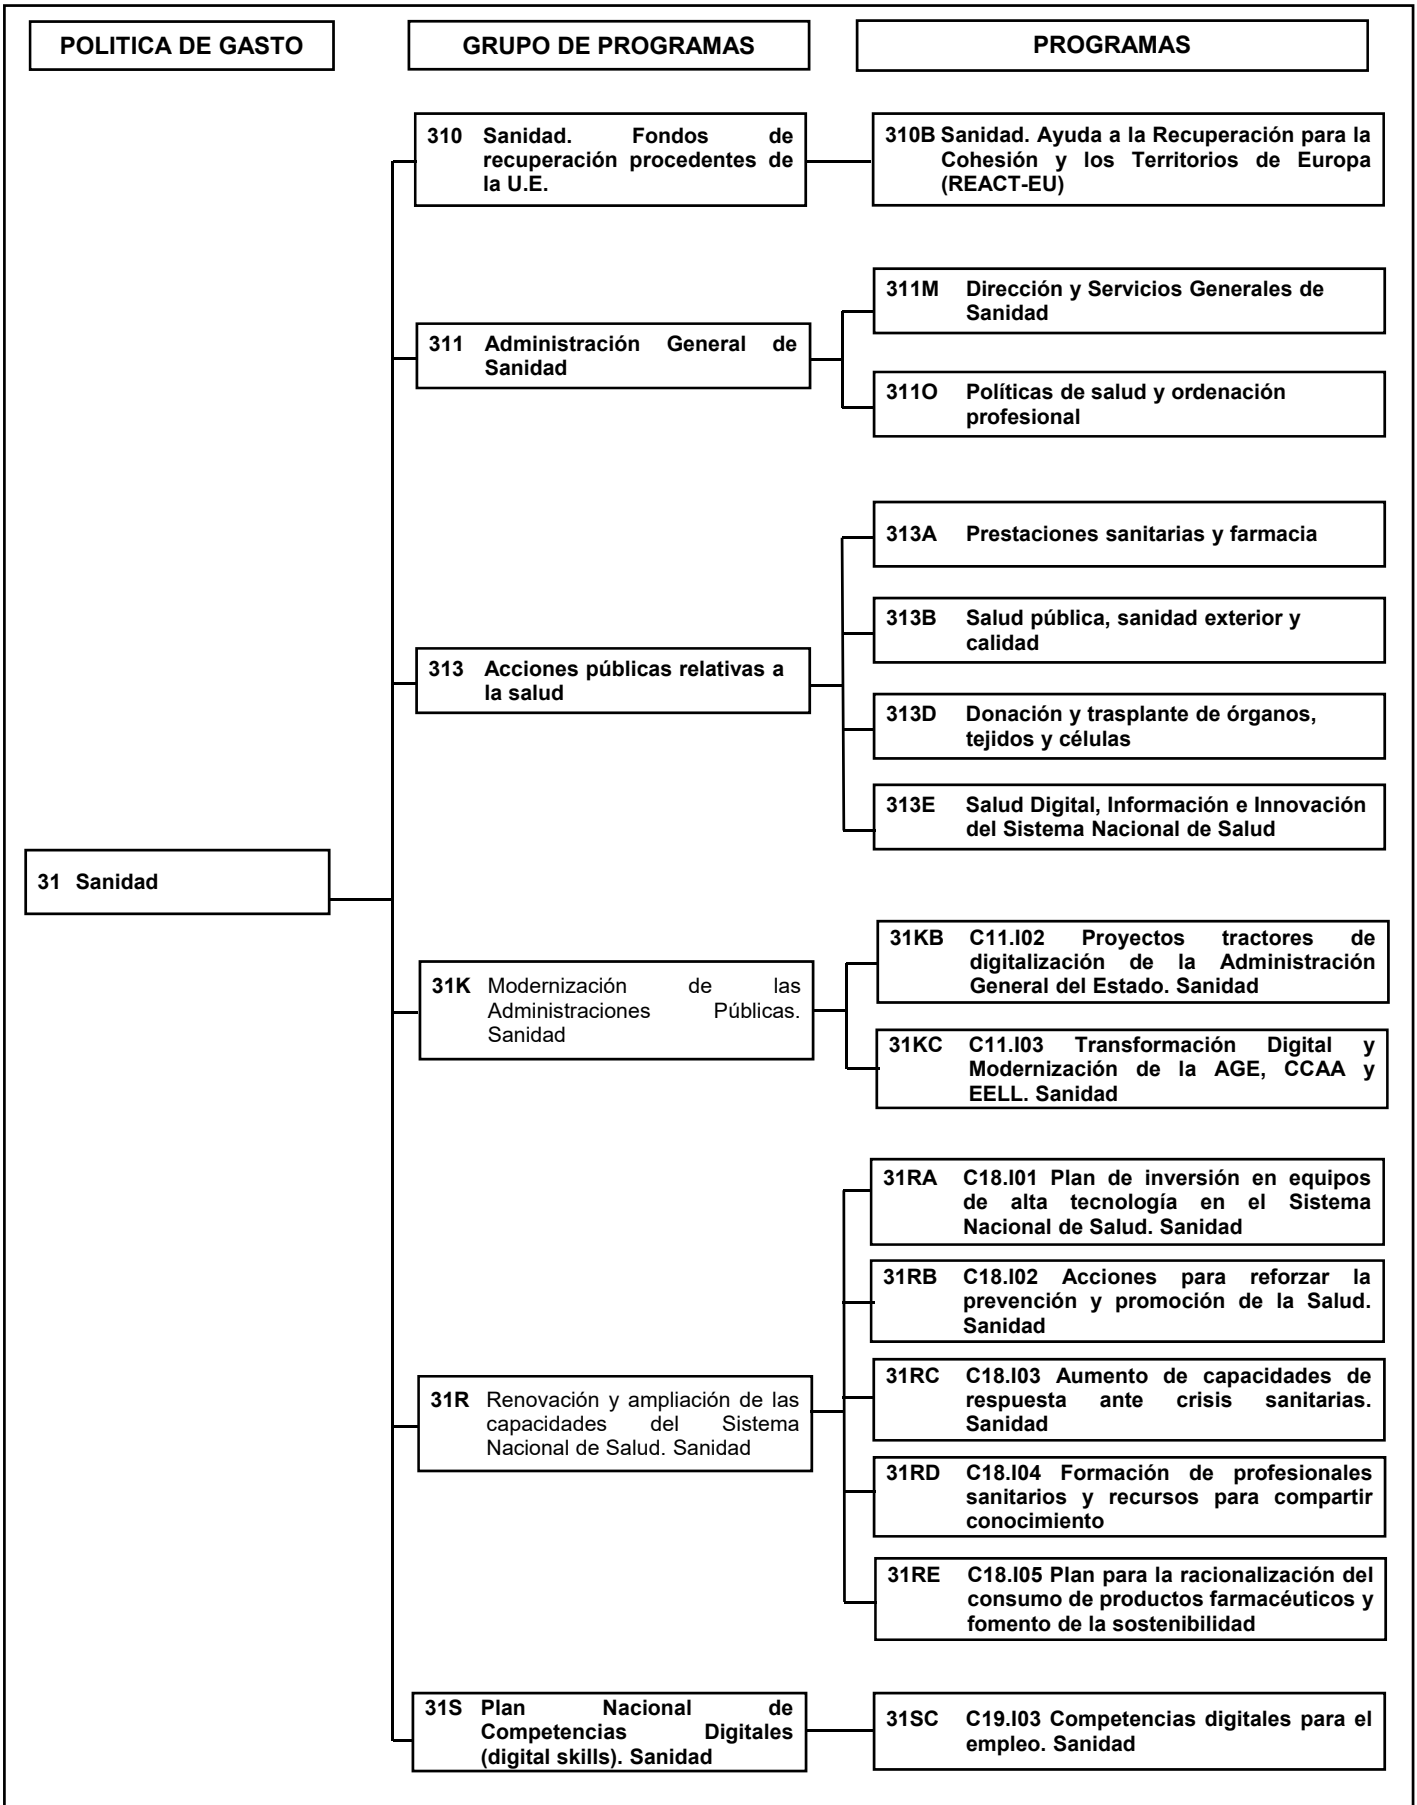 POLITICA DE GASTO
GRUPO DE PROGRAMAS
PROGRAMAS
310 Sanidad. Fondos de
recuperación procedentes de
la U.E.
310B Sanidad. Ayuda a la Recuperación para la
Cohesión y los Territorios de Europa
(REACT-EU)
311 Administración General de
Sanidad
311M Dirección y Servicios Generales de
Sanidad
311O Políticas de salud y ordenación
profesional
313 Acciones públicas relativas a
la salud
313A Prestaciones sanitarias y farmacia
313B Salud pública, sanidad exterior y
calidad
313D Donación y trasplante de órganos,
tejidos y células
313E Salud Digital, Información e Innovación
del Sistema Nacional de Salud
31 Sanidad
31K Modernización de las
Administraciones Públicas.
Sanidad
31KB C11.I02 Proyectos tractores de
digitalización de la Administración
General del Estado. Sanidad
31KC C11.I03 Transformación Digital y
Modernización de la AGE, CCAA y
EELL. Sanidad
31R Renovación y ampliación de las
capacidades del Sistema
Nacional de Salud. Sanidad
31RA C18.I01 Plan de inversión en equipos
de alta tecnología en el Sistema
Nacional de Salud. Sanidad
31RB C18.I02 Acciones para reforzar la
prevención y promoción de la Salud.
Sanidad
31RC C18.I03 Aumento de capacidades de
respuesta ante crisis sanitarias.
Sanidad
31RD C18.I04 Formación de profesionales
sanitarios y recursos para compartir
conocimiento
31RE C18.I05 Plan para la racionalización del
consumo de productos farmacéuticos y
fomento de la sostenibilidad
31S Plan Nacional de
Competencias Digitales
(digital skills). Sanidad
31SC C19.I03 Competencias digitales para el
empleo. Sanidad